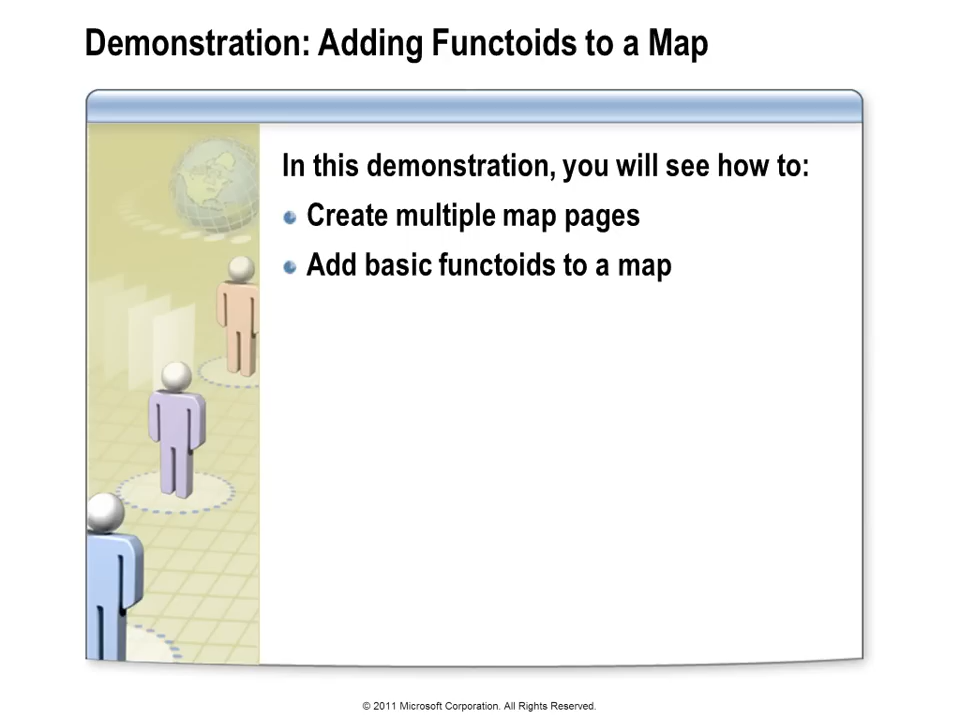 Demonstration: Adding Functoids to a Map
In this demonstration, you will see how to:
Create multiple map pages
Add basic functoids to a map
© 2011 Microsoft Corporation. All Rights Reserved.